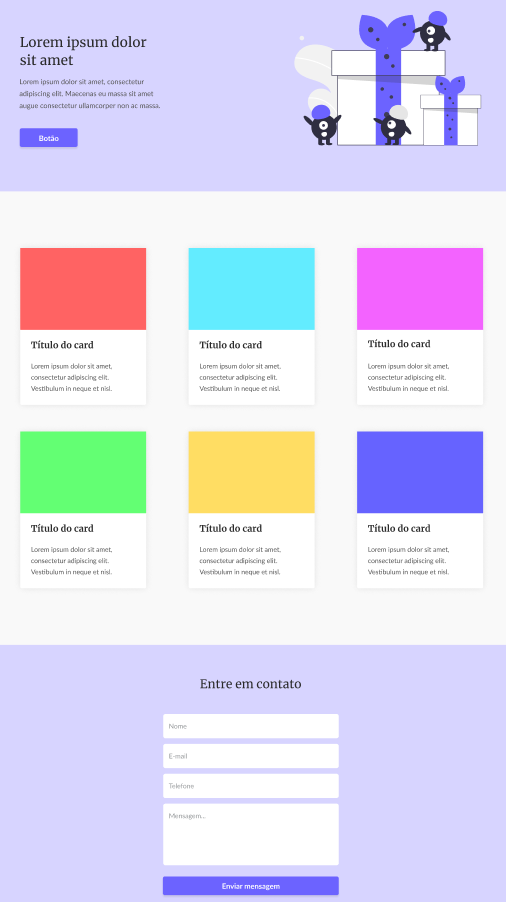 Lorem ipsum dolor
sit amet
Lorem ipsum dolor sit amet, consectetur
adipiscing elit. Maecenas eu massa sit amet
augue consectetur ullamcorper non ac massa.
Botão
Título do card
Lorem ipsum dolor sit amet,
consectetur adipiscing elit.
Vestibulum in neque et nisl.
Título do card
Lorem ipsum dolor sit amet,
consectetur adipiscing elit.
Vestibulum in neque et nisl.
Título do card
Lorem ipsum dolor sit amet,
consectetur adipiscing elit.
Vestibulum in neque et nisl.
Título do card
Lorem ipsum dolor sit amet,
consectetur adipiscing elit.
Vestibulum in neque et nisl.
Título do card
Lorem ipsum dolor sit amet,
consectetur adipiscing elit.
Vestibulum in neque et nisl.
Título do card
Lorem ipsum dolor sit amet,
consectetur adipiscing elit.
Vestibulum in neque et nisl.
Entre em contato
Nome
E-mail
Telefone
Mensagem...
Enviar mensagem